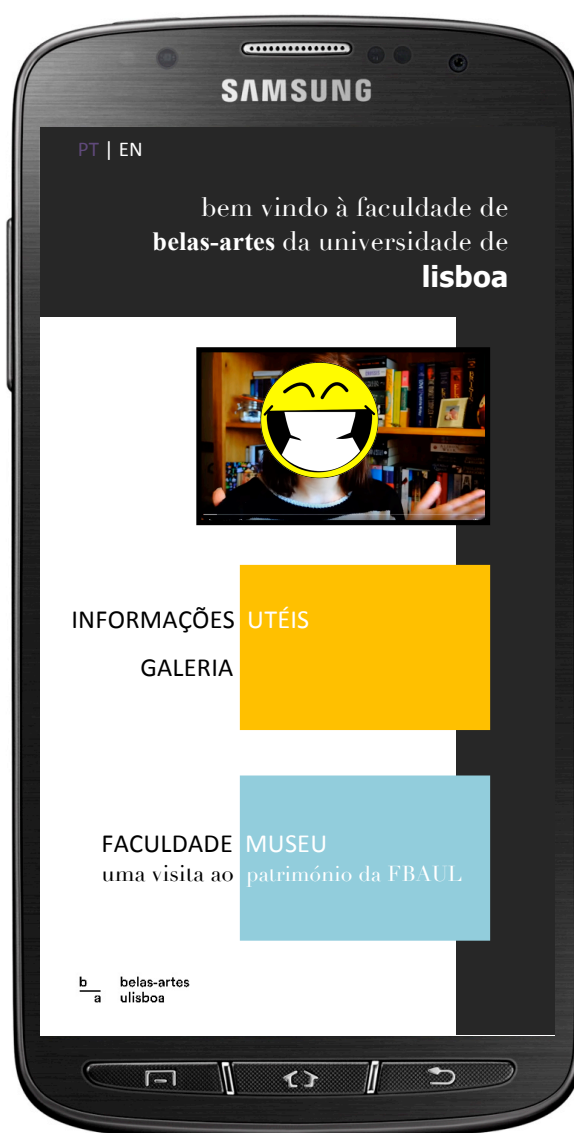 SAMSUNG
PT | EN
bem vindo à faculdade de
belas-artes da universidade de
lisboa
INFORMAÇÕES UTÉIS
GALERIA
FACULDADE MUSEU
uma visita ao património da FBAUL
b belas-artes
a ulisboa